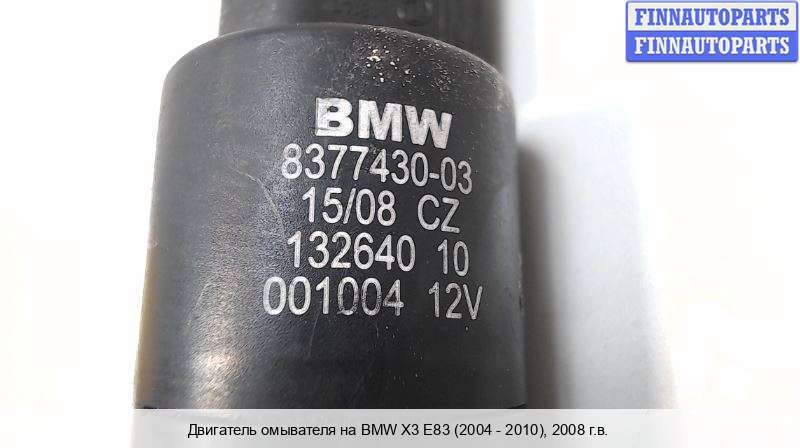 FINNAUTOPARTS
FINNAUTOPARTS
BMW
8377430-03
15/08 CZ
132640 10
001004 12V
Двигатель омывателя на BMW X3 E83 (2004 - 2010), 2008 г.в.